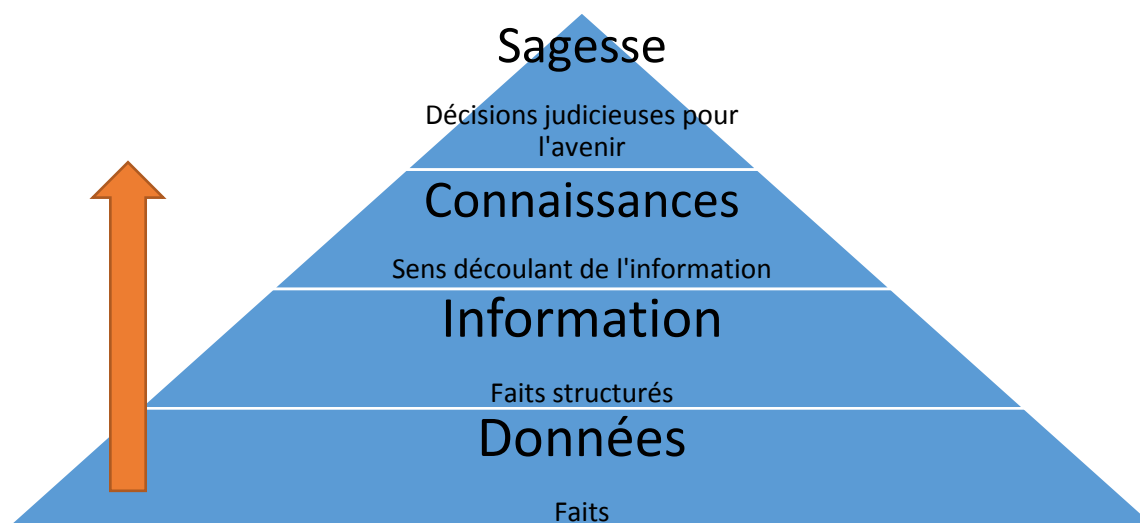 Sagesse
Décisions judicieuses pour
l'avenir
Connaissances
Sens découlant de l'information
Information
Faits structurés
Données
Faits